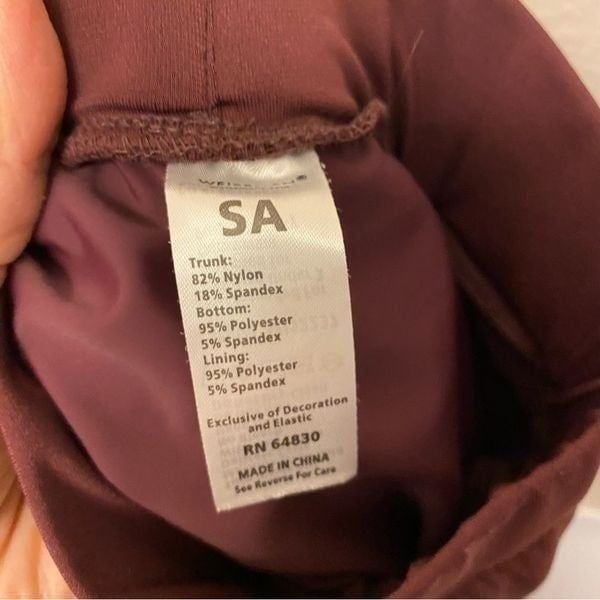 SA
Trunk:
82% Nylon
18% Spandex
Bottom:
95% Polyester
5% Spandex
Lining:
95% Polyester
5% Spandex
Exclusive of Decoration
and Elastic
RN 64830
MADE IN CHINA
See Reverse For Care